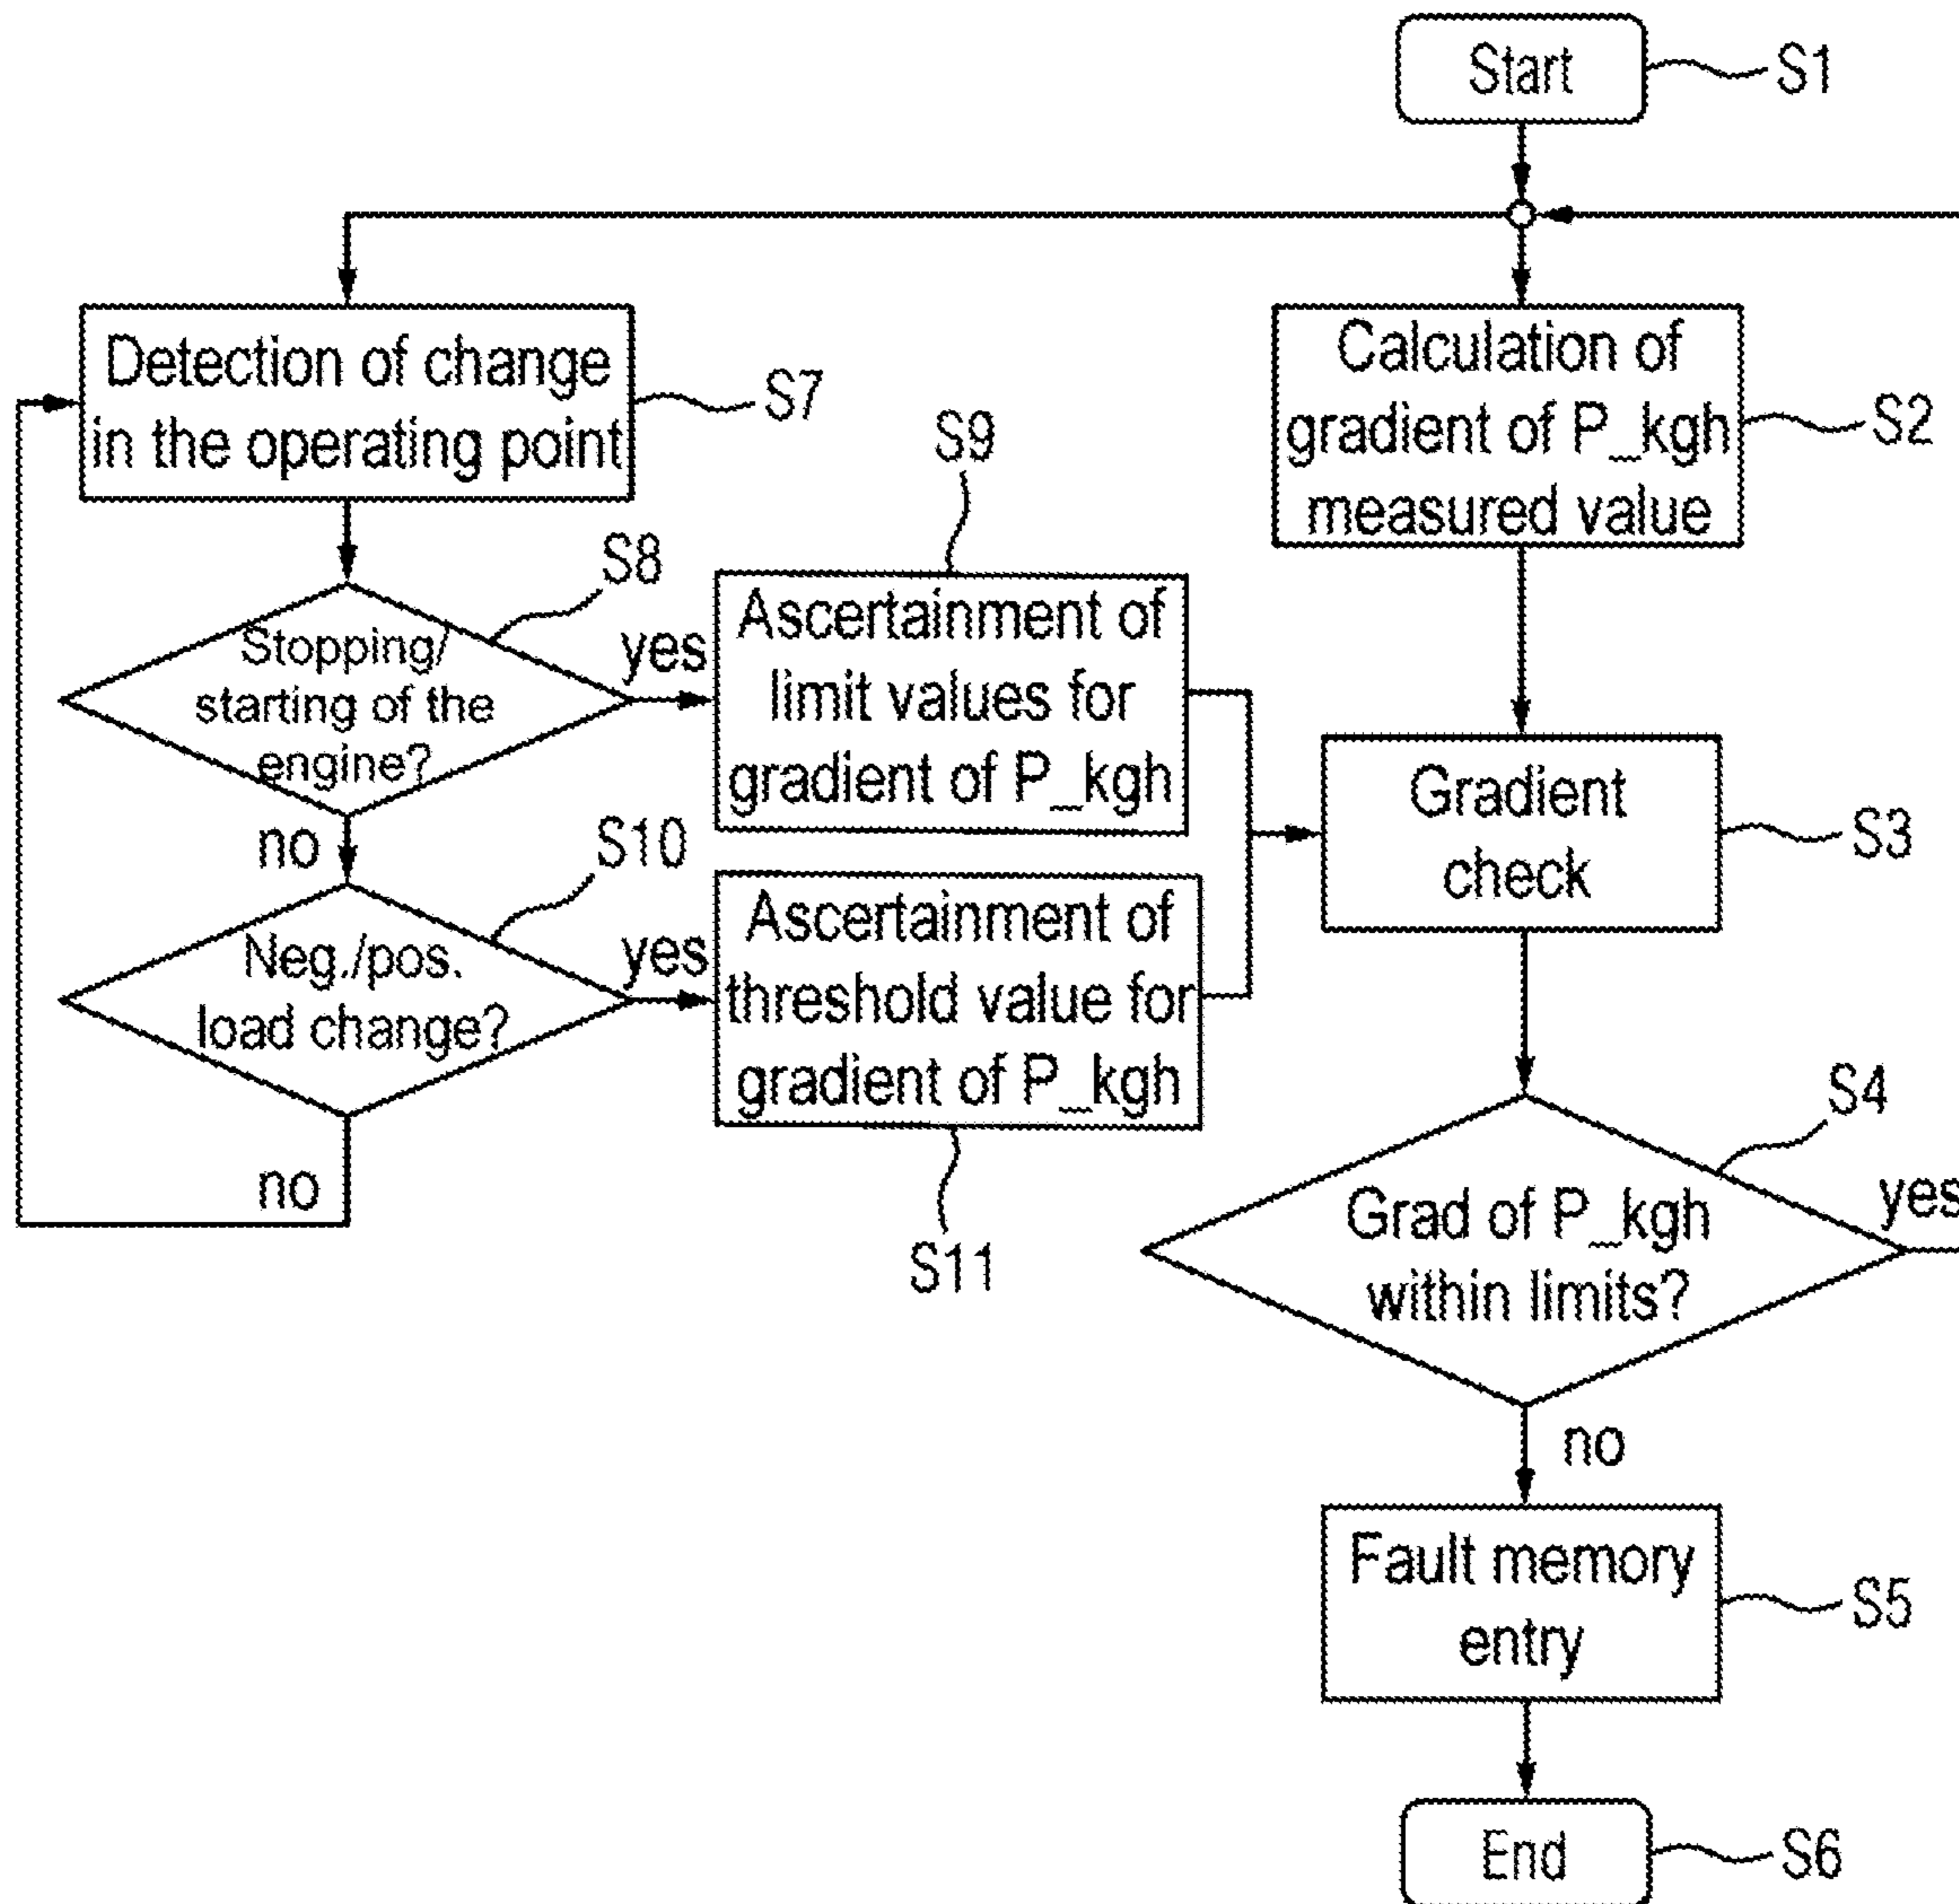 Start
S1
Detection of change
in the operating point
S7
Calculation of
gradient of P_kgh
measured value
S2
S9
S8
Stopping/
starting of the
engine?
yes
no
Ascertainment of
limit values for
gradient of P_kgh
Gradient
check
S3
S10
Neg./pos.
load change?
yes
no
Ascertainment of
threshold value for
gradient of P_kgh
S11
S4
Grad of P_kgh
within limits?
yes
no
Fault memory
entry
S5
End
S6